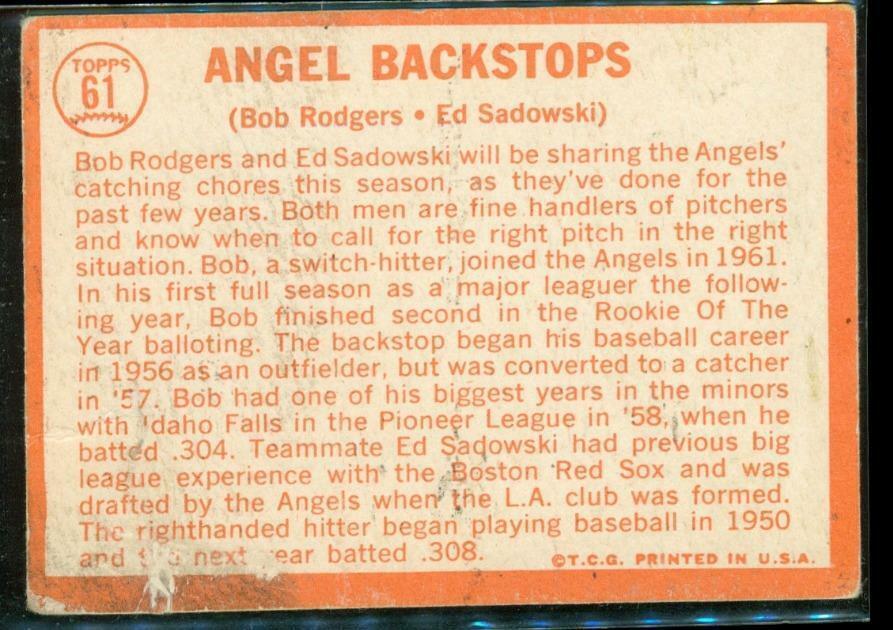 TOPPS
61
ANGEL BACKSTOPS
(Bob Rodgers • Ed Sadowski)
Bob Rodgers and Ed Sadowski will be sharing the Angels'
catching chores this season, as they've done for the
past few years. Both men are fine handlers of pitchers
and know when to call for the right pitch in the right
situation. Bob, a switch-hitter, joined the Angels in 1961.
In his first full season as a major leaguer the follow-
ing year, Bob finished second in the Rookie Of The
Year balloting. The backstop began his baseball career
in 1956 as an outfielder, but was converted to a catcher
in '57. Bob had one of his biggest years in the minors
with Idaho Falls in the Pioneer League in '58, when he
batted .304. Teammate Ed Sadowski had previous big
league experience with the Boston Red Sox and was
drafted by the Angels when the L.A. club was formed.
The righthanded hitter began playing baseball in 1950
and the next year batted .308.
©T.C.G. PRINTED IN U.S.A.